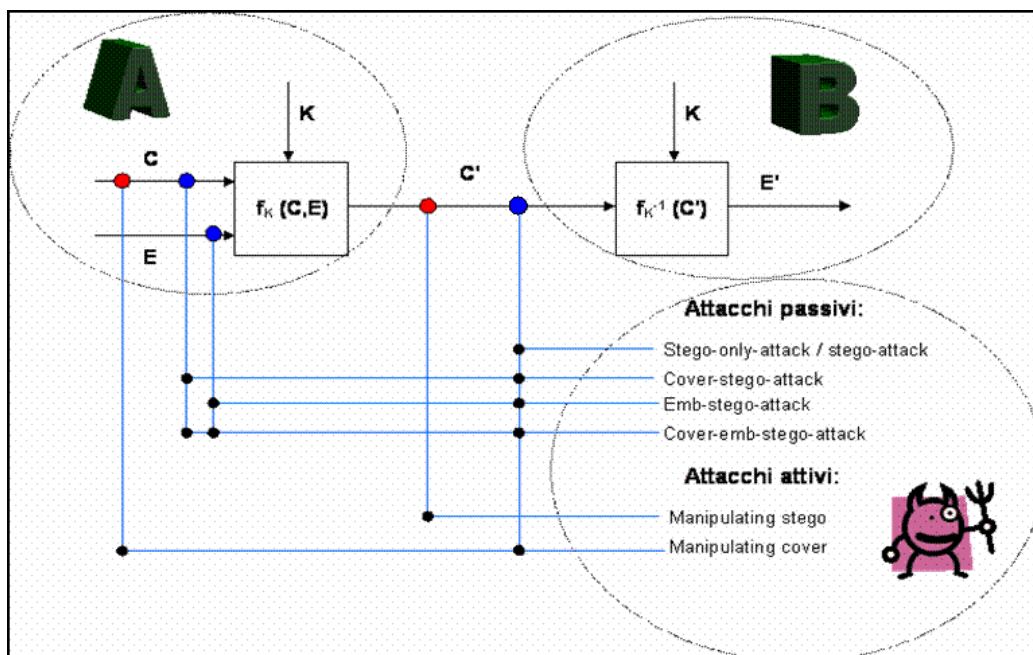 A
B
K
K
C
C'
E'
fK (C,E)
fK-1 (C')
E
Attacchi passivi:
Stego-only-attack / stego-attack
Cover-stego-attack
Emb-stego-attack
Cover-emb-stego-attack
Attacchi attivi:
Manipulating stego
Manipulating cover